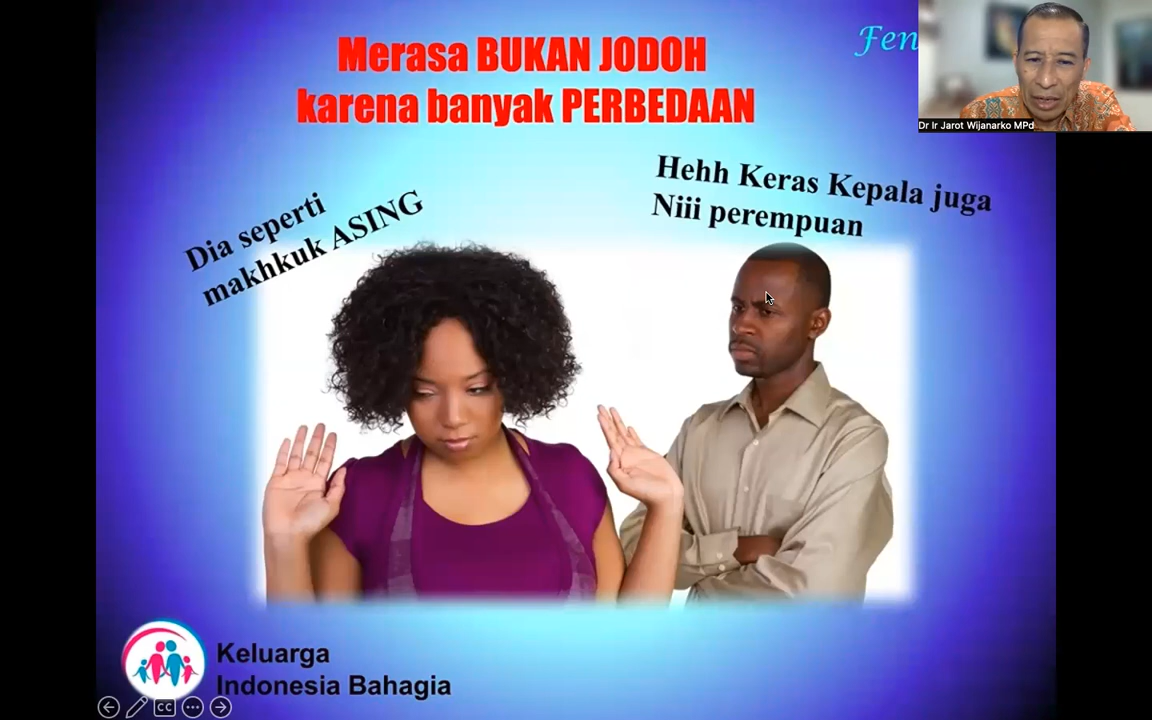 Merasa BUKAN JODOH
karena banyak PERBEDAAN
Fen
Dr Ir Jarot Wijanarko MPd
Dia seperti
makhkuk ASING
Hehh Keras Kepala juga
Niii perempuan
Keluarga
Indonesia Bahagia
CC